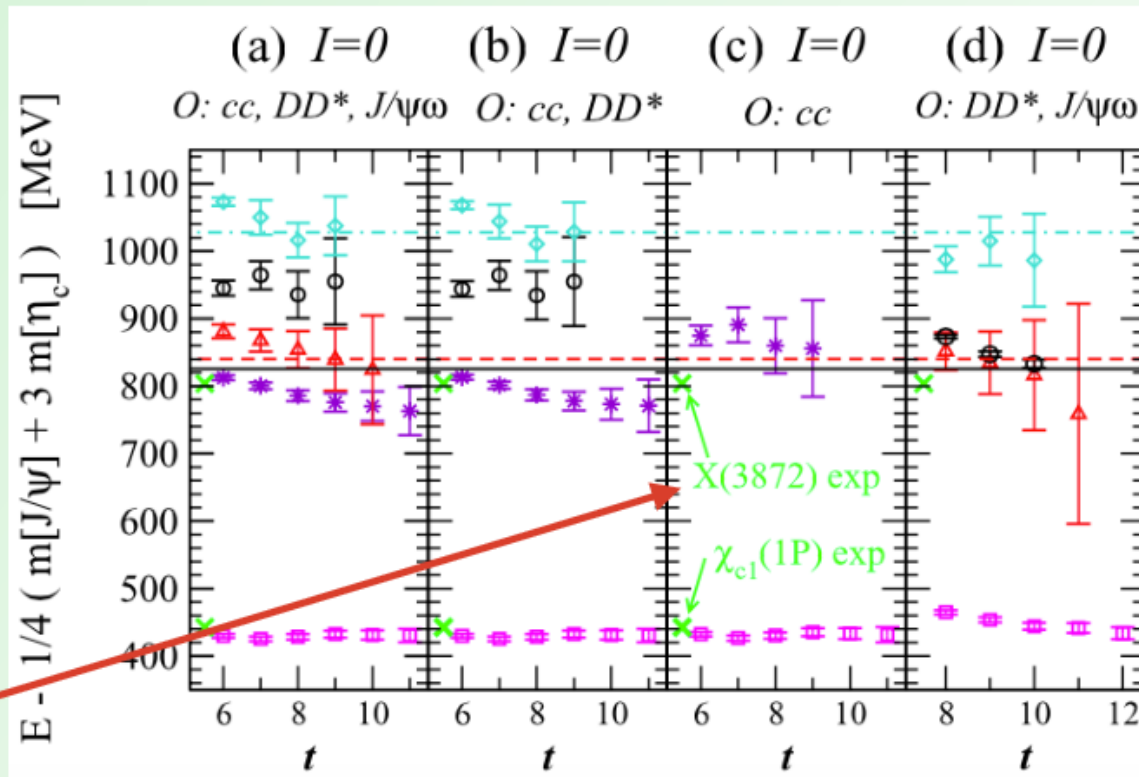 (a) I=0 (b) I=0 (c) I=0 (d) I=0
O: cc, DD*, J/ψω O: cc, DD* O: cc O: DD*, J/ψω
E - 1/4 ( m[J/ψ] + 3 m[η_c] ) [MeV]
1100
1000
900
800
700
600
500
400
X(3872) exp
χ_c1(1P) exp
6 8 10 6 8 10 6 8 10 8 10 12
t t t t